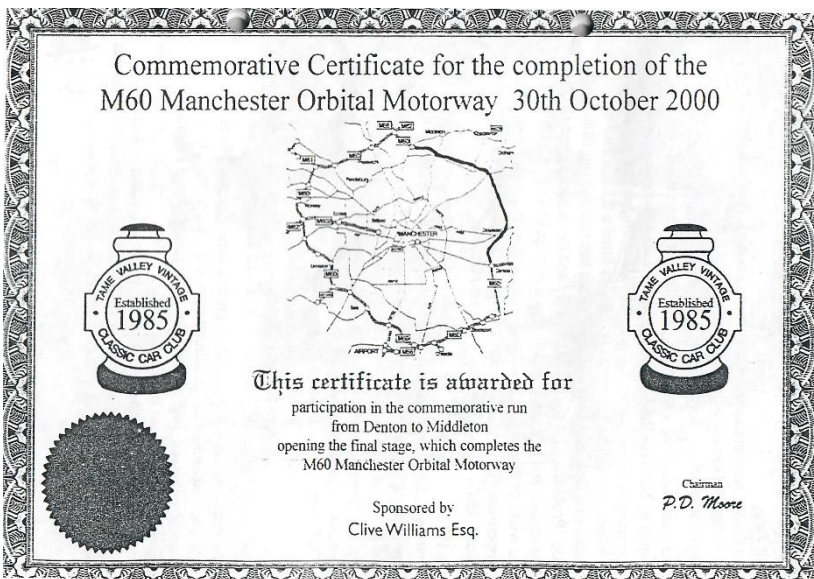 Commemorative Certificate for the completion of the
M60 Manchester Orbital Motorway 30th October 2000
MANCHESTER
AIRPORT
TAME VALLEY VINTAGE
Established
1985
CLASSIC CAR CLUB
TAME VALLEY VINTAGE
Established
1985
CLASSIC CAR CLUB
This certificate is awarded for
participation in the commemorative run
from Denton to Middleton
opening the final stage, which completes the
M60 Manchester Orbital Motorway
Sponsored by
Clive Williams Esq.
Chairman
P.D. Moore